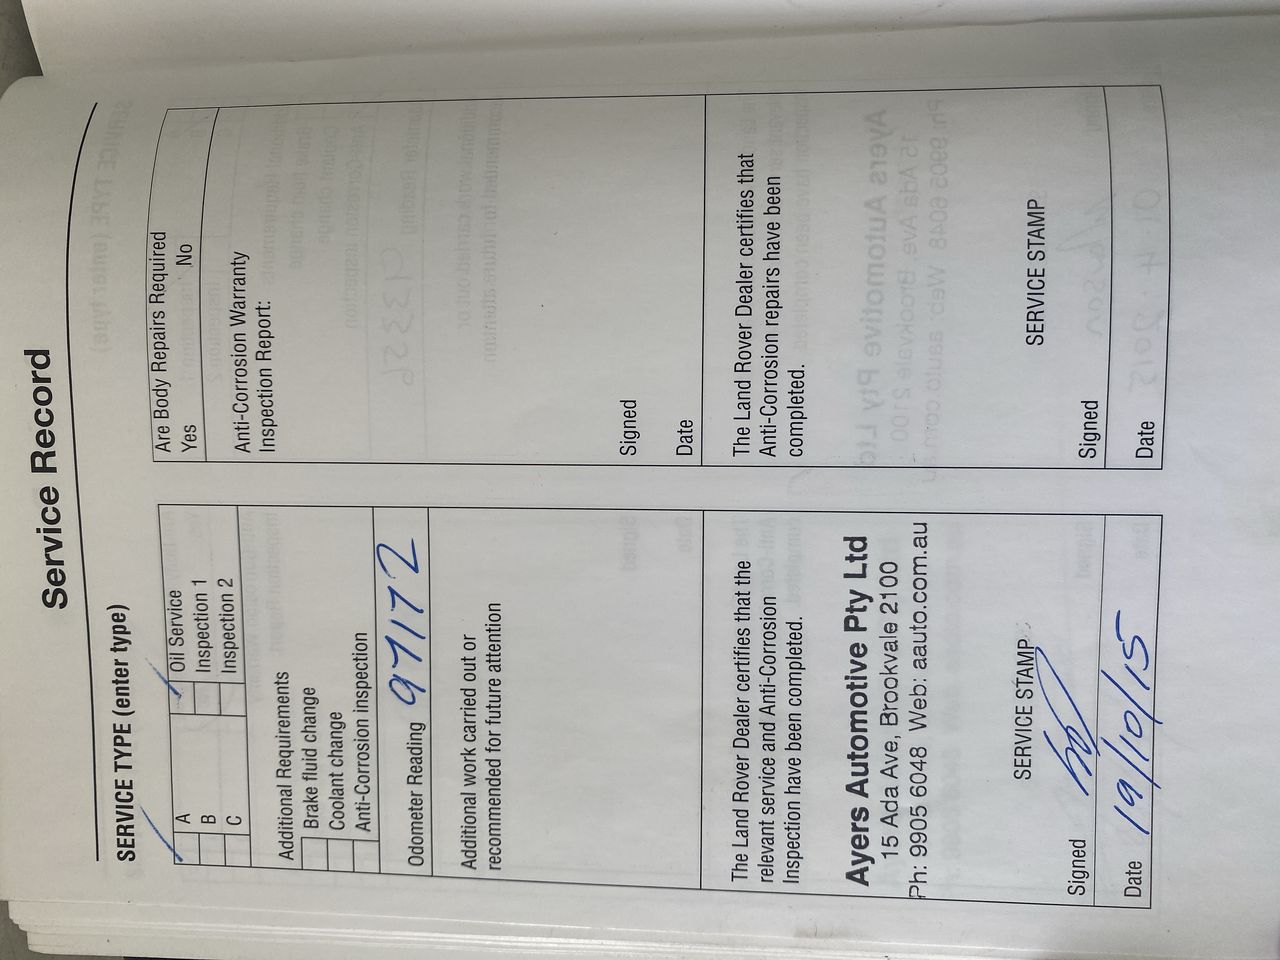 Service Record
SERVICE TYPE (enter type)
A
B
C
Oil Service
Inspection 1
Inspection 2
Additional Requirements
Brake fluid change
Coolant change
Anti-Corrosion inspection
Odometer Reading 97172
Additional work carried out or
recommended for future attention
The Land Rover Dealer certifies that the
relevant service and Anti-Corrosion
Inspection have been completed.
Ayers Automotive Pty Ltd
15 Ada Ave, Brookvale 2100
Ph: 9905 6048 Web: aauto.com.au
SERVICE STAMP
Signed
Date 19/10/15
Are Body Repairs Required
Yes No
Anti-Corrosion Warranty
Inspection Report:
Signed
Date
The Land Rover Dealer certifies that
Anti-Corrosion repairs have been
completed.
SERVICE STAMP
Signed
Date